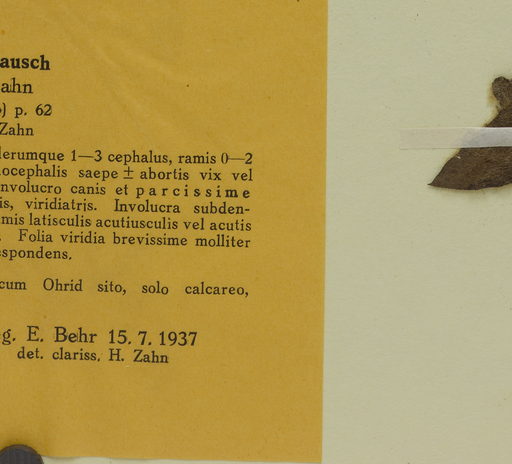 ausch
ahn
) p. 62
Zahn
lerumque 1—3 cephalus, ramis 0—2
ocephalis saepe ± abortis vix vel
nvolucro canis et parcissime
is, viridiatris. Involucra subden-
mis latisculis acutiusculis vel acutis
. Folia viridia brevissime molliter
spondens.
cum Ohrid sito, solo calcareo,
g. E. Behr 15. 7. 1937
det. clariss. H. Zahn